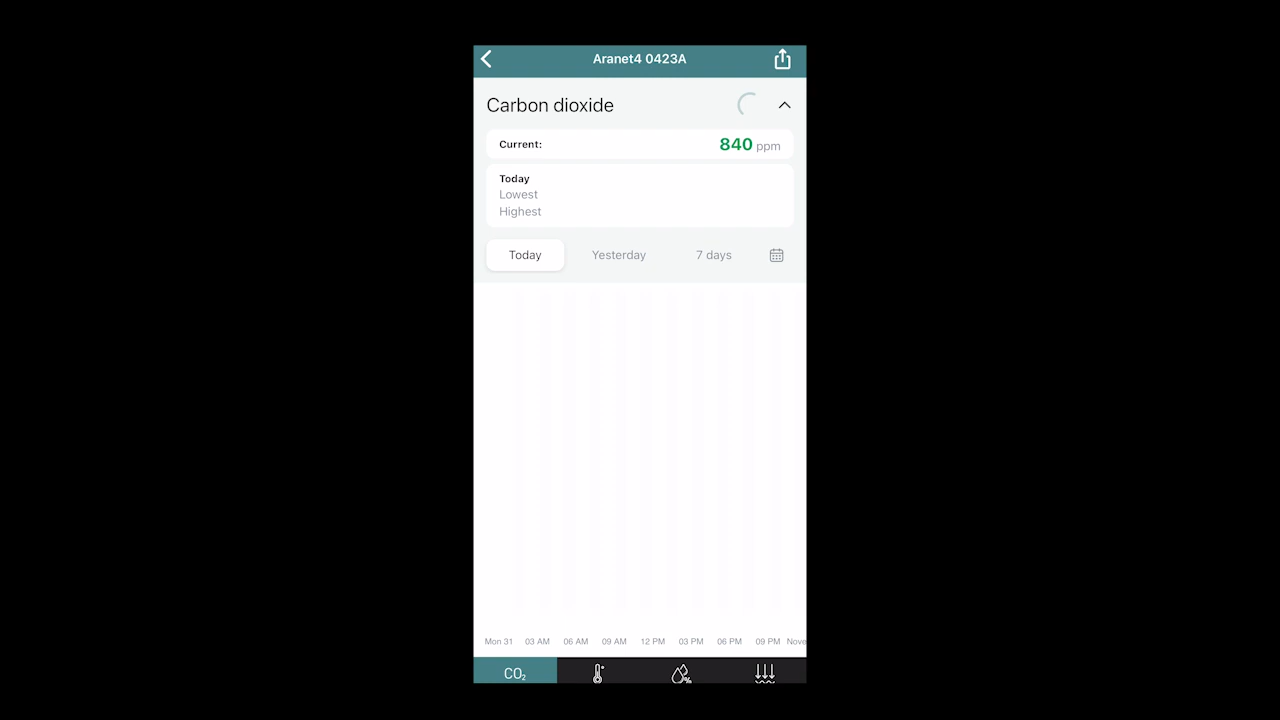 Aranet4 0423A
Carbon dioxide
Current: 840 ppm
Today
Lowest
Highest
Today Yesterday 7 days
Mon 31 03 AM 06 AM 09 AM 12 PM 03 PM 06 PM 09 PM Nove
CO₂ %